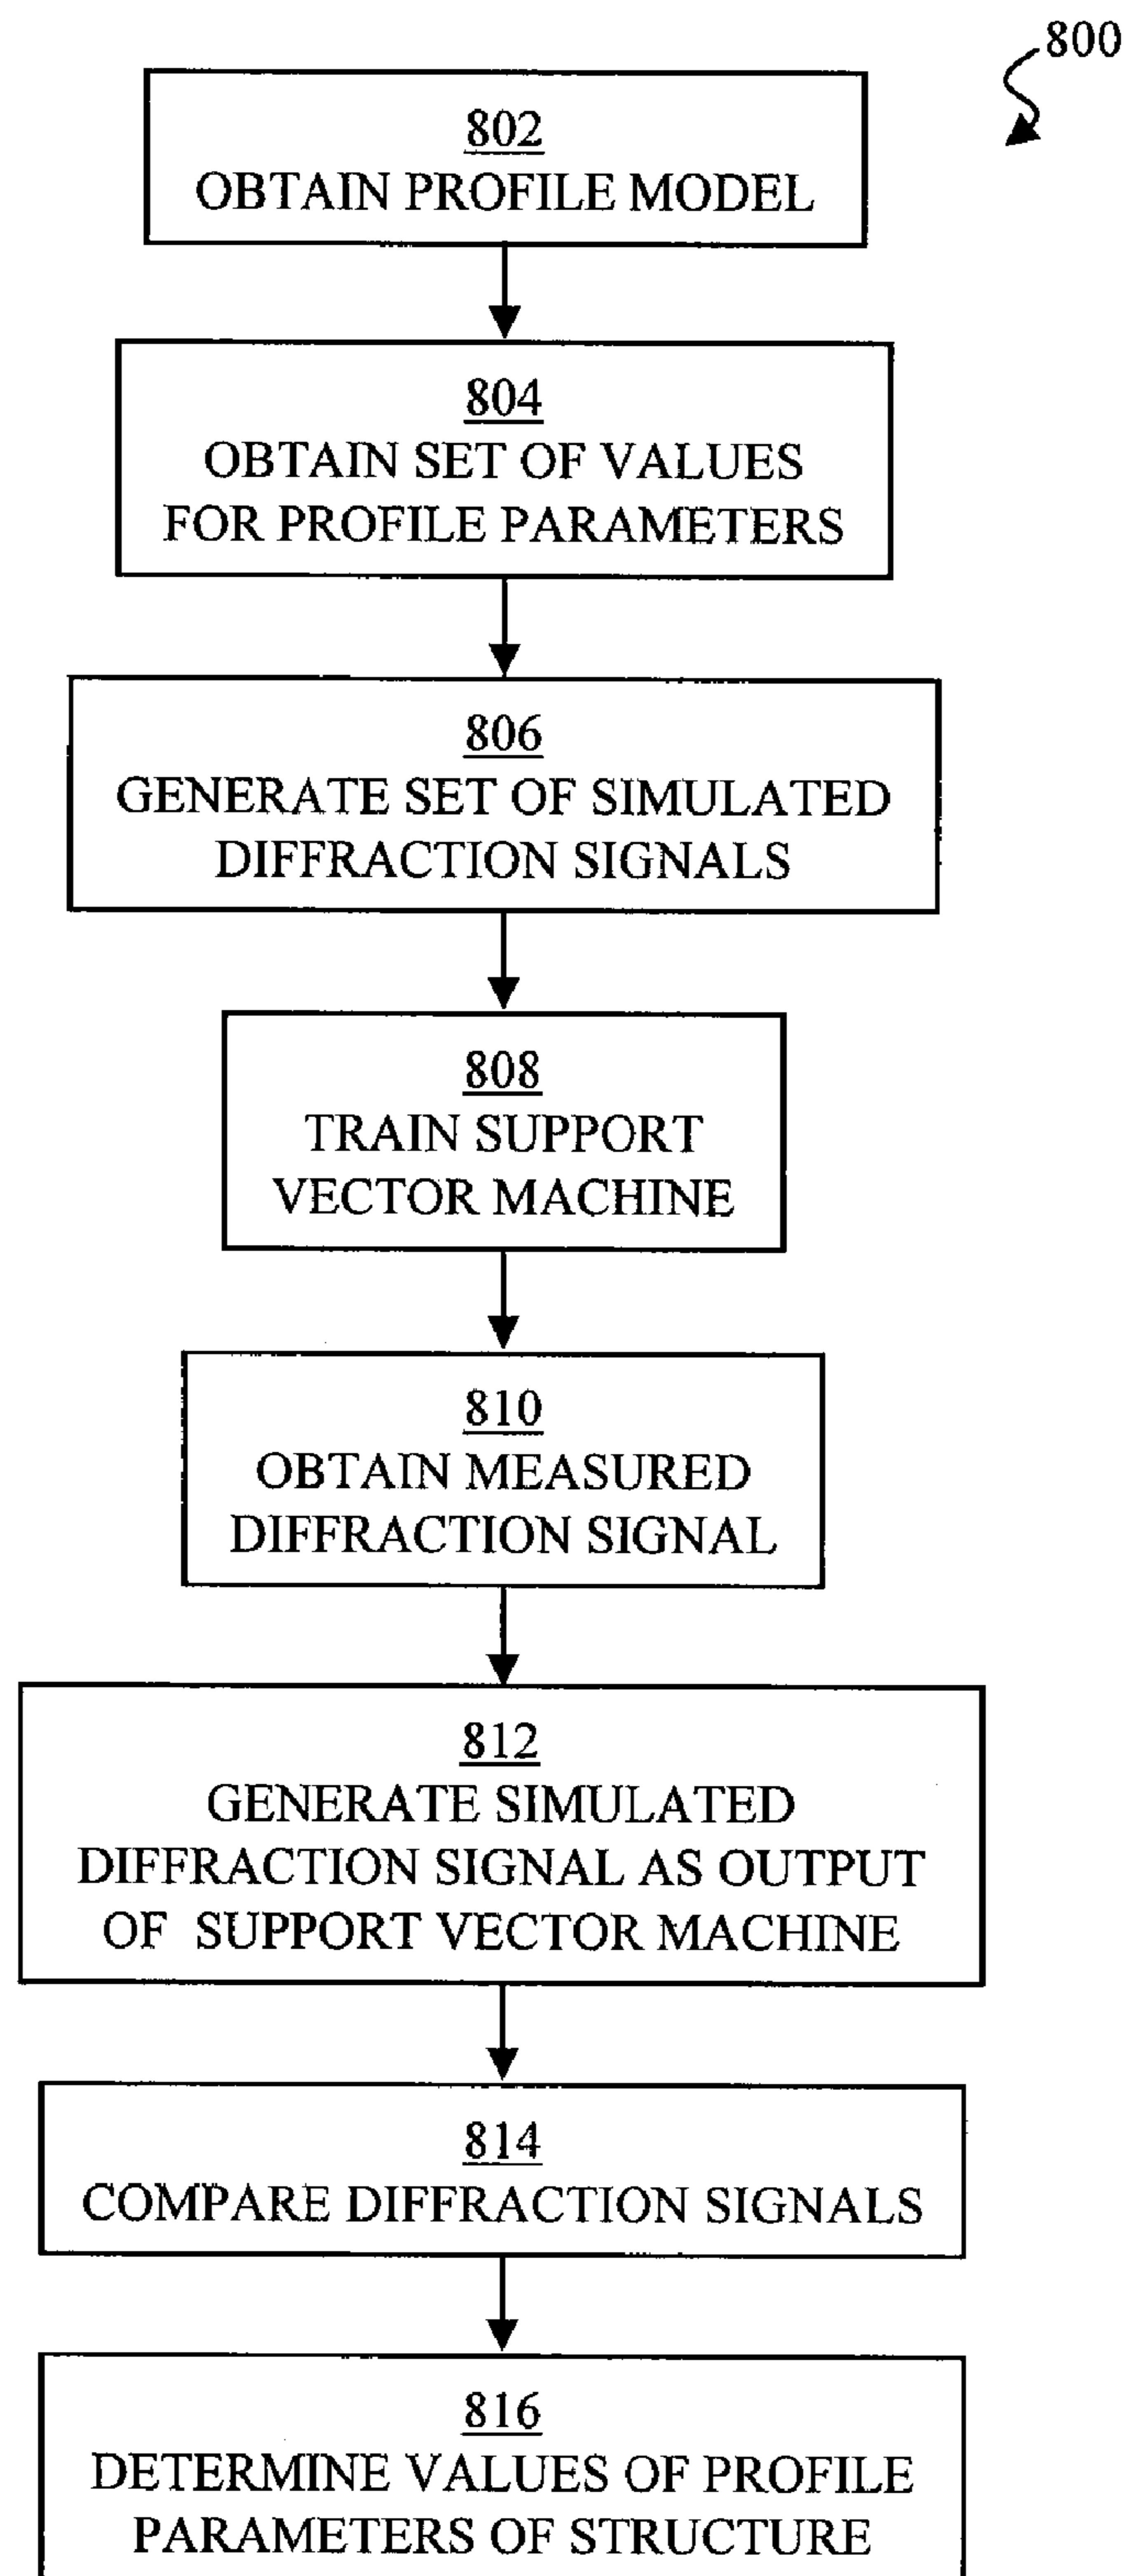 800
802
OBTAIN PROFILE MODEL
804
OBTAIN SET OF VALUES
FOR PROFILE PARAMETERS
806
GENERATE SET OF SIMULATED
DIFFRACTION SIGNALS
808
TRAIN SUPPORT
VECTOR MACHINE
810
OBTAIN MEASURED
DIFFRACTION SIGNAL
812
GENERATE SIMULATED
DIFFRACTION SIGNAL AS OUTPUT
OF SUPPORT VECTOR MACHINE
814
COMPARE DIFFRACTION SIGNALS
816
DETERMINE VALUES OF PROFILE
PARAMETERS OF STRUCTURE